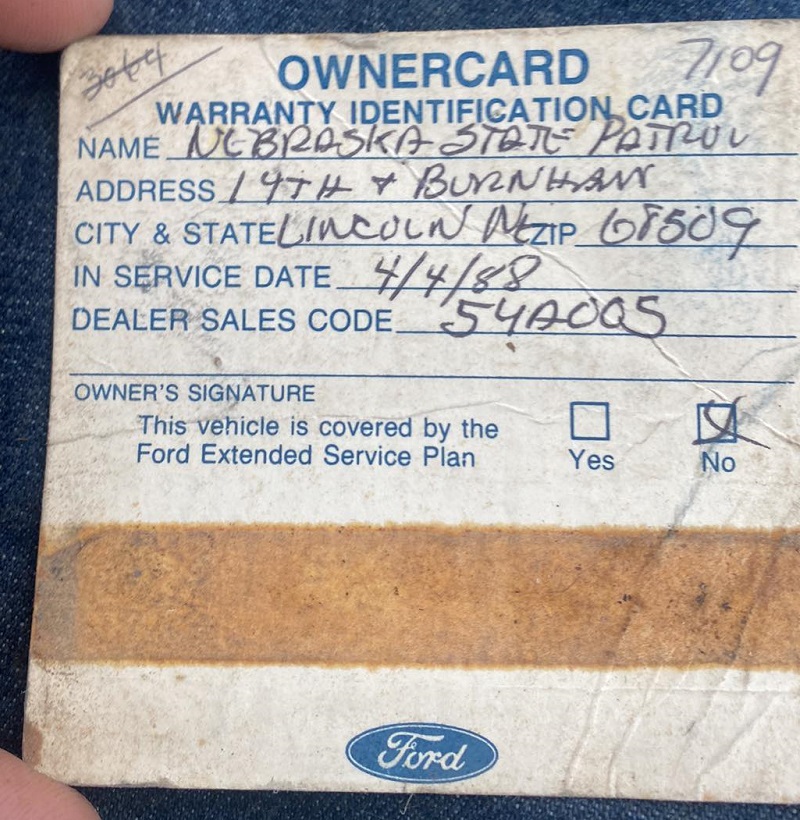 3064 7109
OWNERCARD
WARRANTY IDENTIFICATION CARD
NAME NEBRASKA STATE PATROL
ADDRESS 14TH & BURNHAM
CITY & STATE LINCOLN NE ZIP 68509
IN SERVICE DATE 4/4/88
DEALER SALES CODE 54A005
OWNER'S SIGNATURE
This vehicle is covered by the
Ford Extended Service Plan
Yes No
Ford